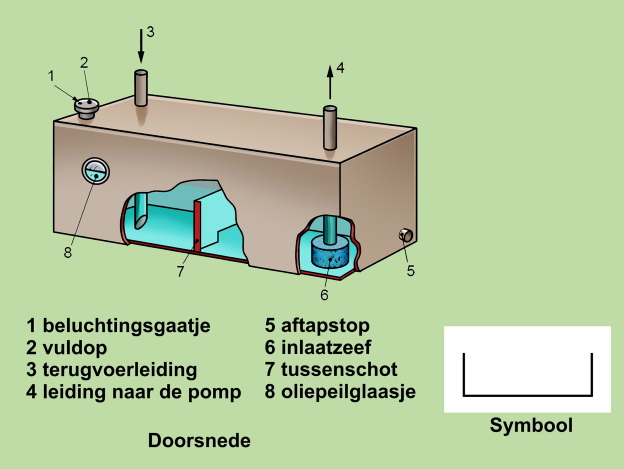 3
2
1
4
8
7
6
5
1 beluchtingsgaatje
2 vuldop
3 terugvoerleiding
4 leiding naar de pomp
5 aftapstop
6 inlaatzeef
7 tussenschot
8 oliepeilglaasje
Doorsnede
Symbool